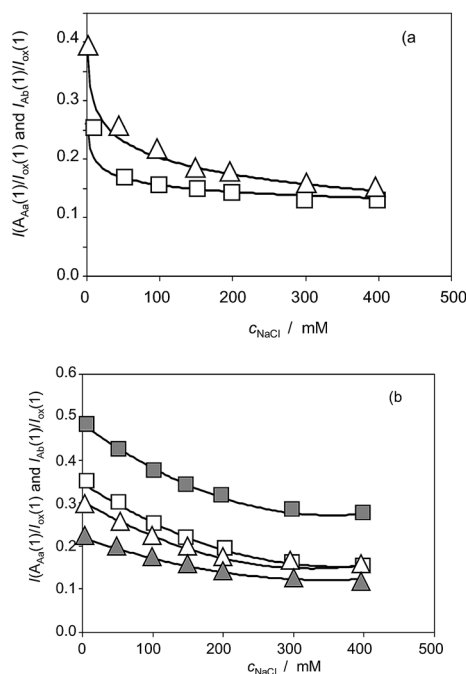 (a
I(A_Aa(1)/I_ox(1) and I_Ab(1)/I_ox(1)
0.4
0.3
0.2
0.1
0.0
0 100 200 300 400 500
c_NaCl / mM
(b
I(A_Aa(1)/I_ox(1) and I_Ab(1)/I_ox(1)
0.6
0.5
0.4
0.3
0.2
0.1
0.0
0 100 200 300 400 500
c_NaCl / mM